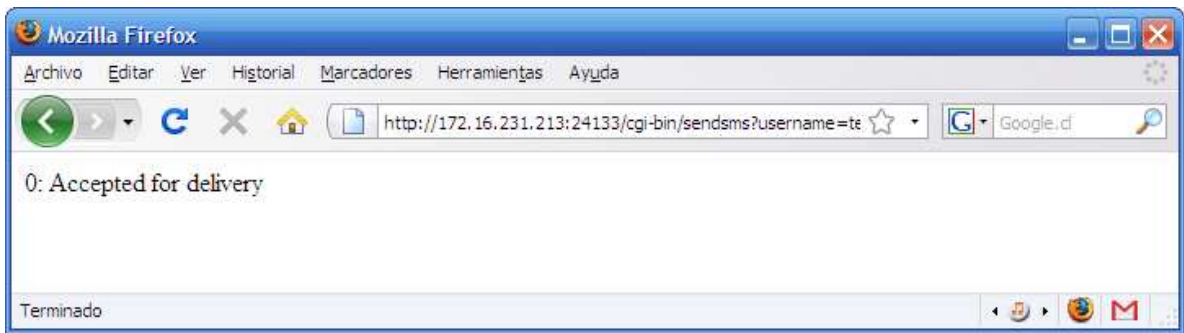 Mozilla Firefox
Archivo Editar Ver Historial Marcadores Herramientas Ayuda
http://172.16.231.213:24133/cgi-bin/sendsms?username=te G Google.cl
0: Accepted for delivery
Terminado